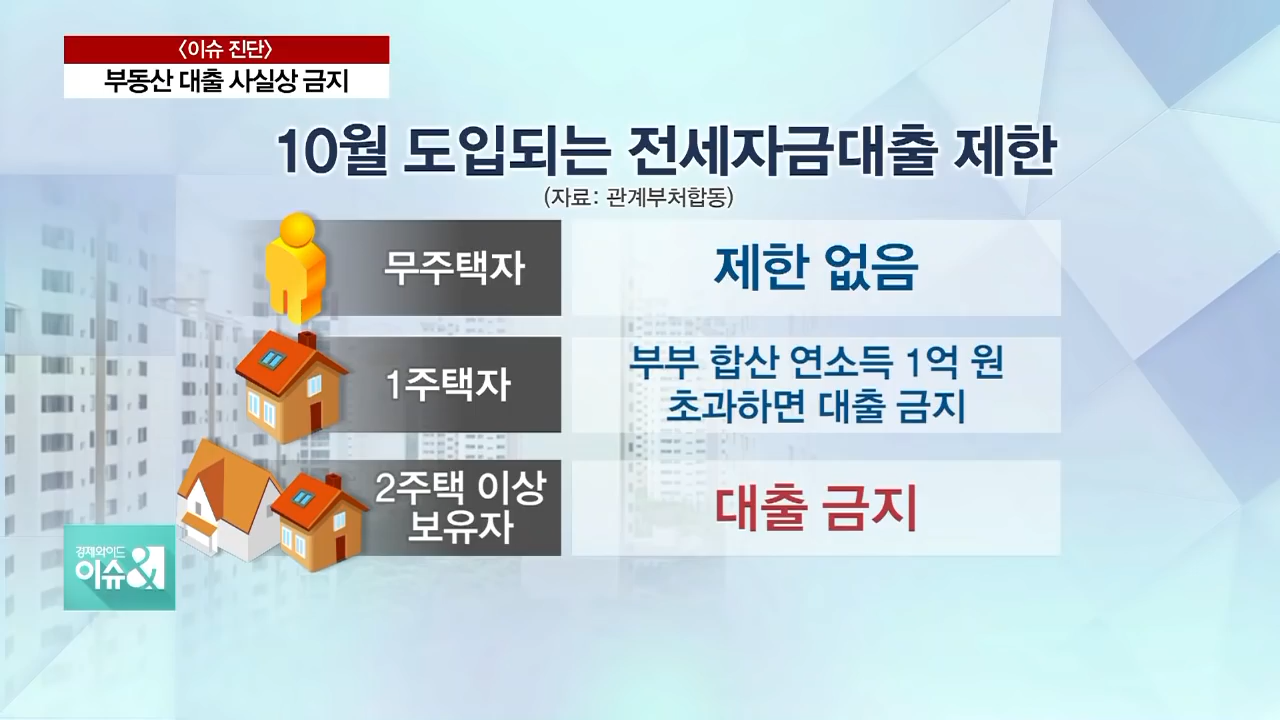 〈이슈 진단〉
부동산 대출 사실상 금지
10월 도입되는 전세자금대출 제한
(자료: 관계부처합동)
무주택자
제한 없음
1주택자
부부 합산 연소득 1억 원
초과하면 대출 금지
2주택 이상
보유자
대출 금지
경제와이드
이슈&